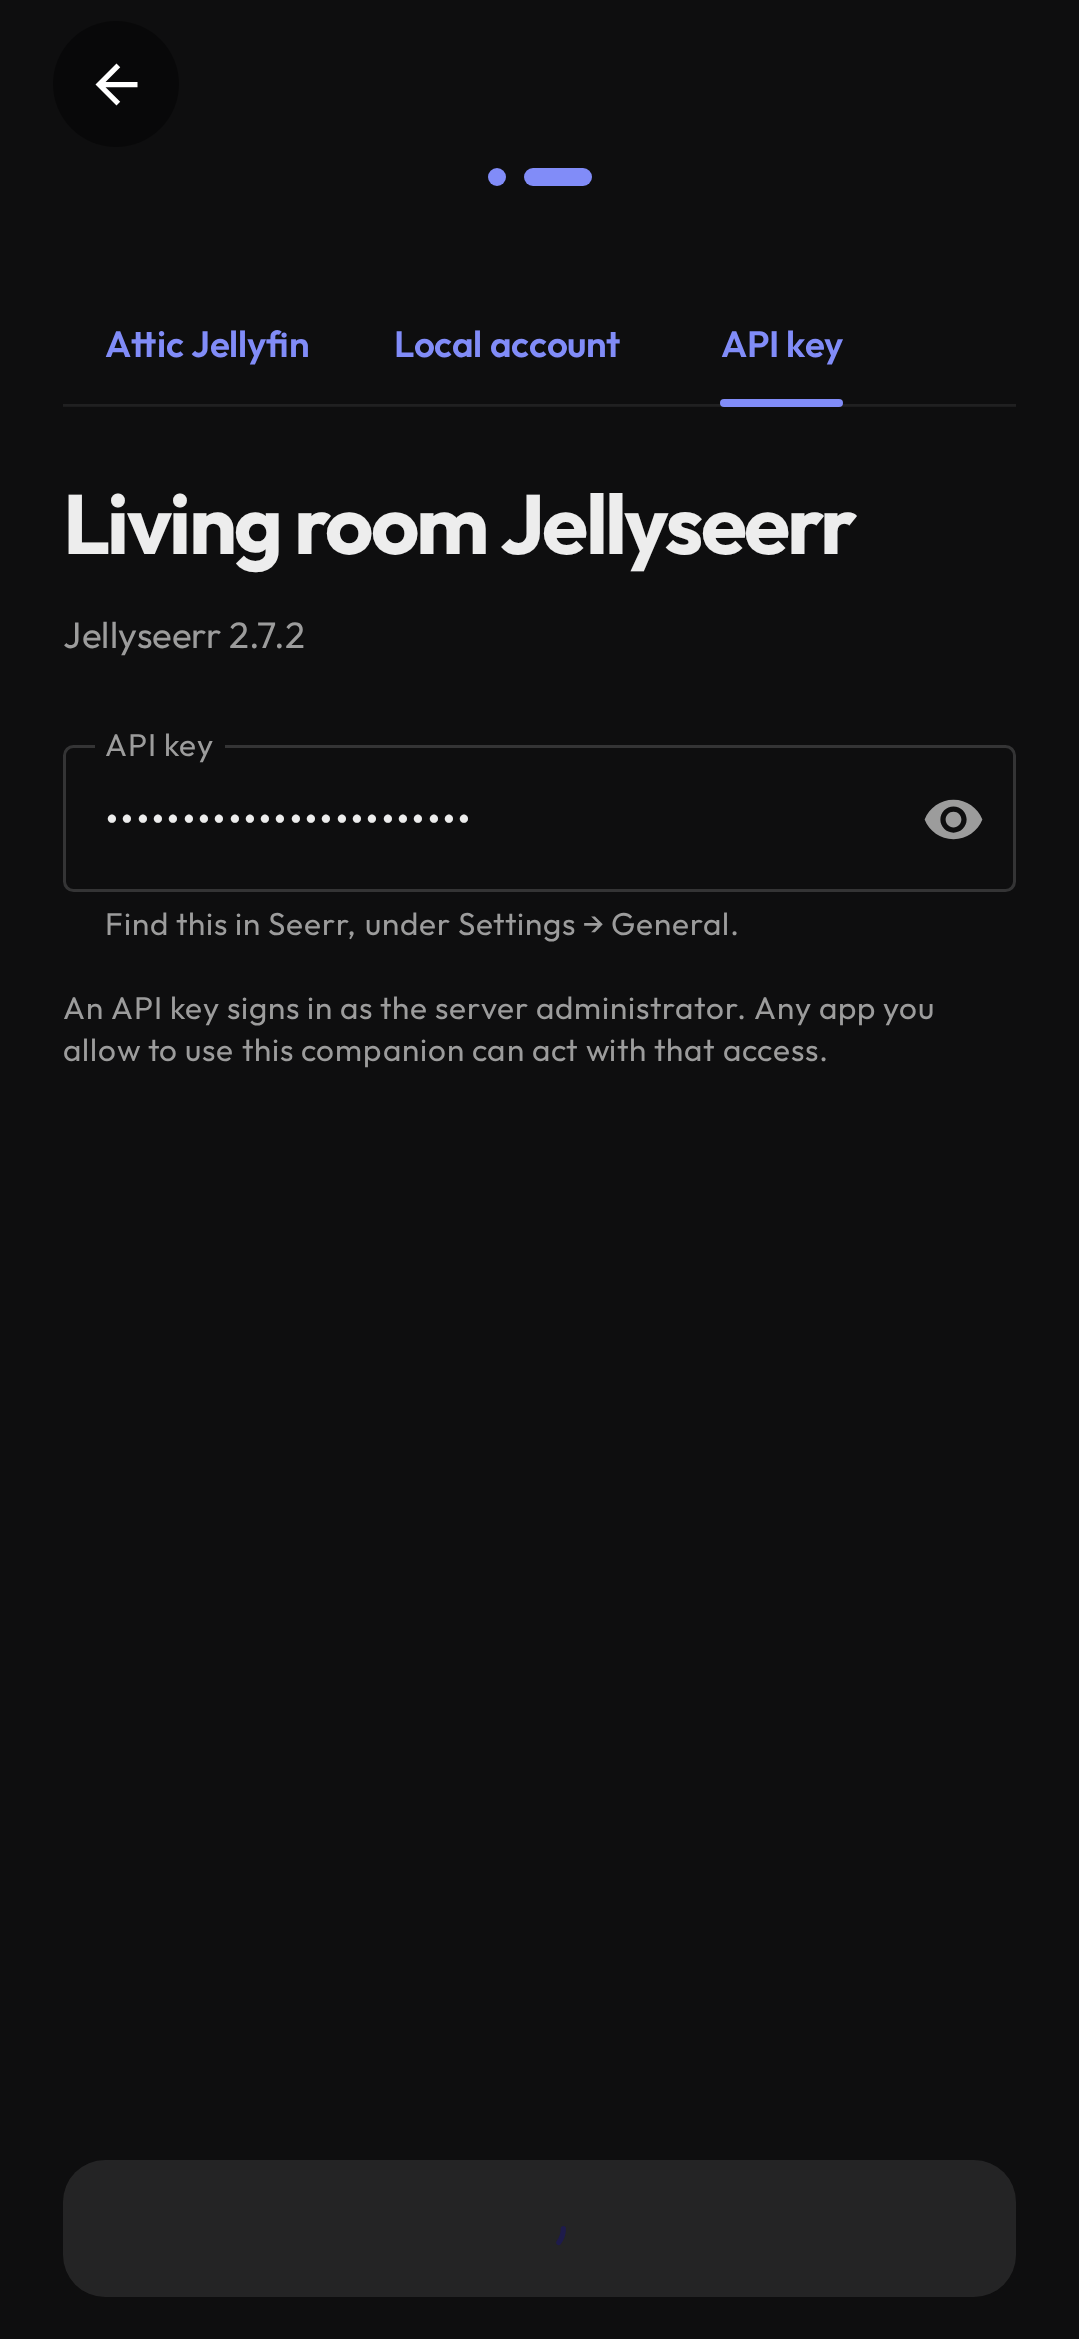 Attic Jellyfin
Local account
API key
Living room Jellyseerr
Jellyseerr 2.7.2
API key
••••••••••••••••••••••••
Find this in Seerr, under Settings → General.
An API key signs in as the server administrator. Any app you
allow to use this companion can act with that access.